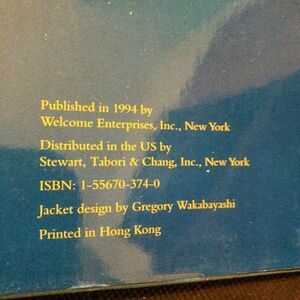 Published in 1994 by
Welcome Enterprises, Inc., New York
Distributed in the US by
Stewart, Tabori & Chang, Inc., New York
ISBN: 1-55670-374-0
Jacket design by Gregory Wakabayashi
Printed in Hong Kong